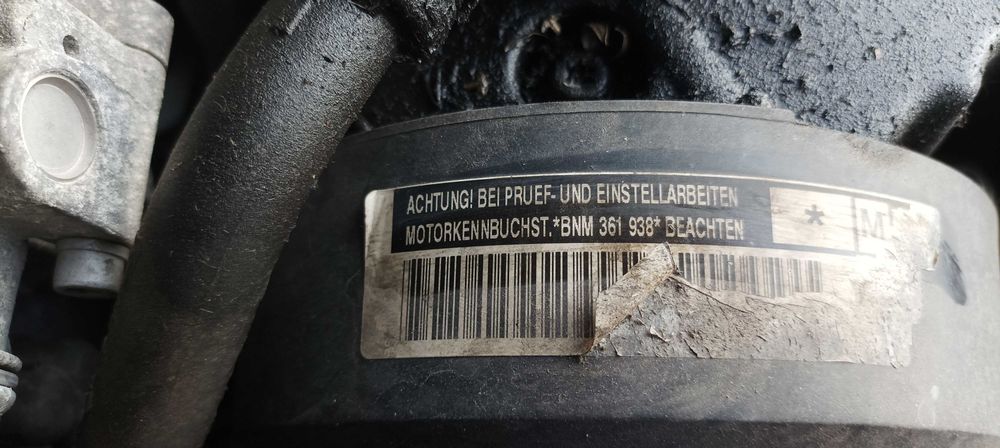 ACHTUNG! BEI PRUEF- UND EINSTELLARBEITEN
MOTORKENNBUCHST.*BNM 361 938* BEACHTEN
*
M